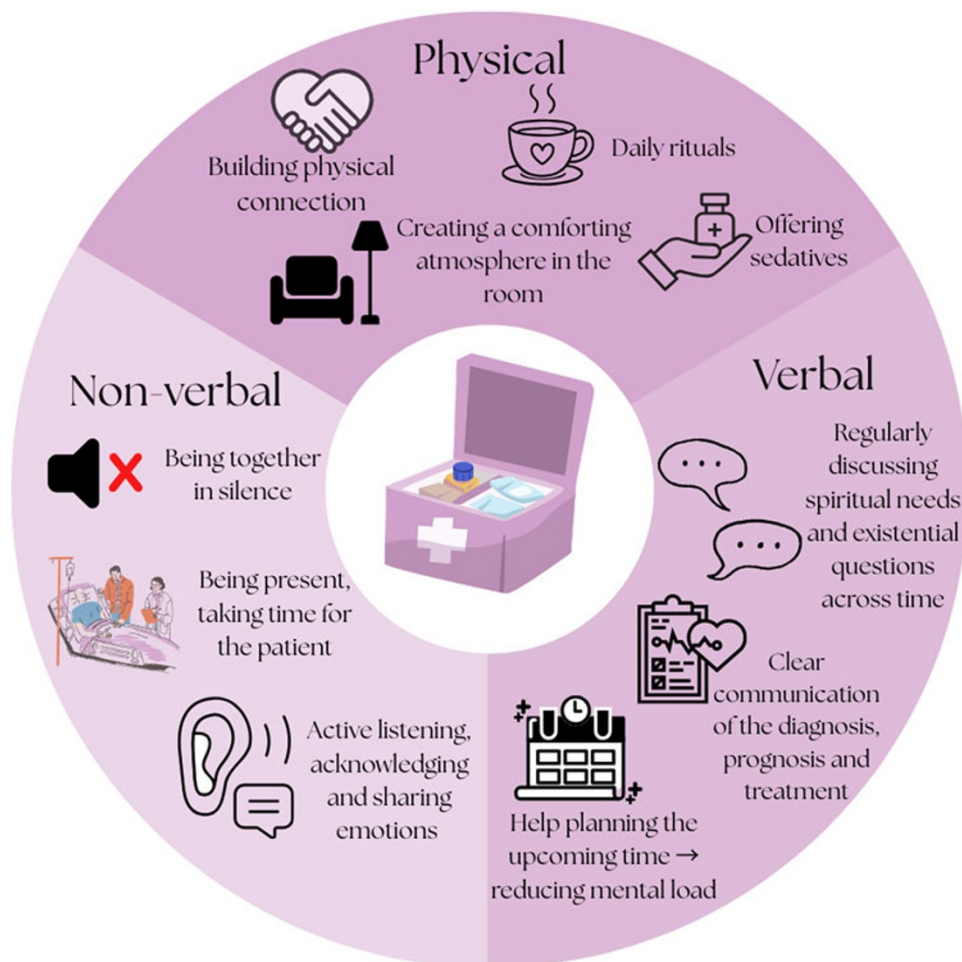 Physical
Building physical
connection
Daily rituals
Creating a comforting
atmosphere in the
room
Offering
sedatives
Non-verbal
Being together
in silence
Being present,
taking time for
the patient
Active listening,
acknowledging
and sharing
emotions
Verbal
Regularly
discussing
spiritual needs
and existential
questions
across time
Clear
communication
of the diagnosis,
prognosis and
treatment
Help planning the
upcoming time →
reducing mental load